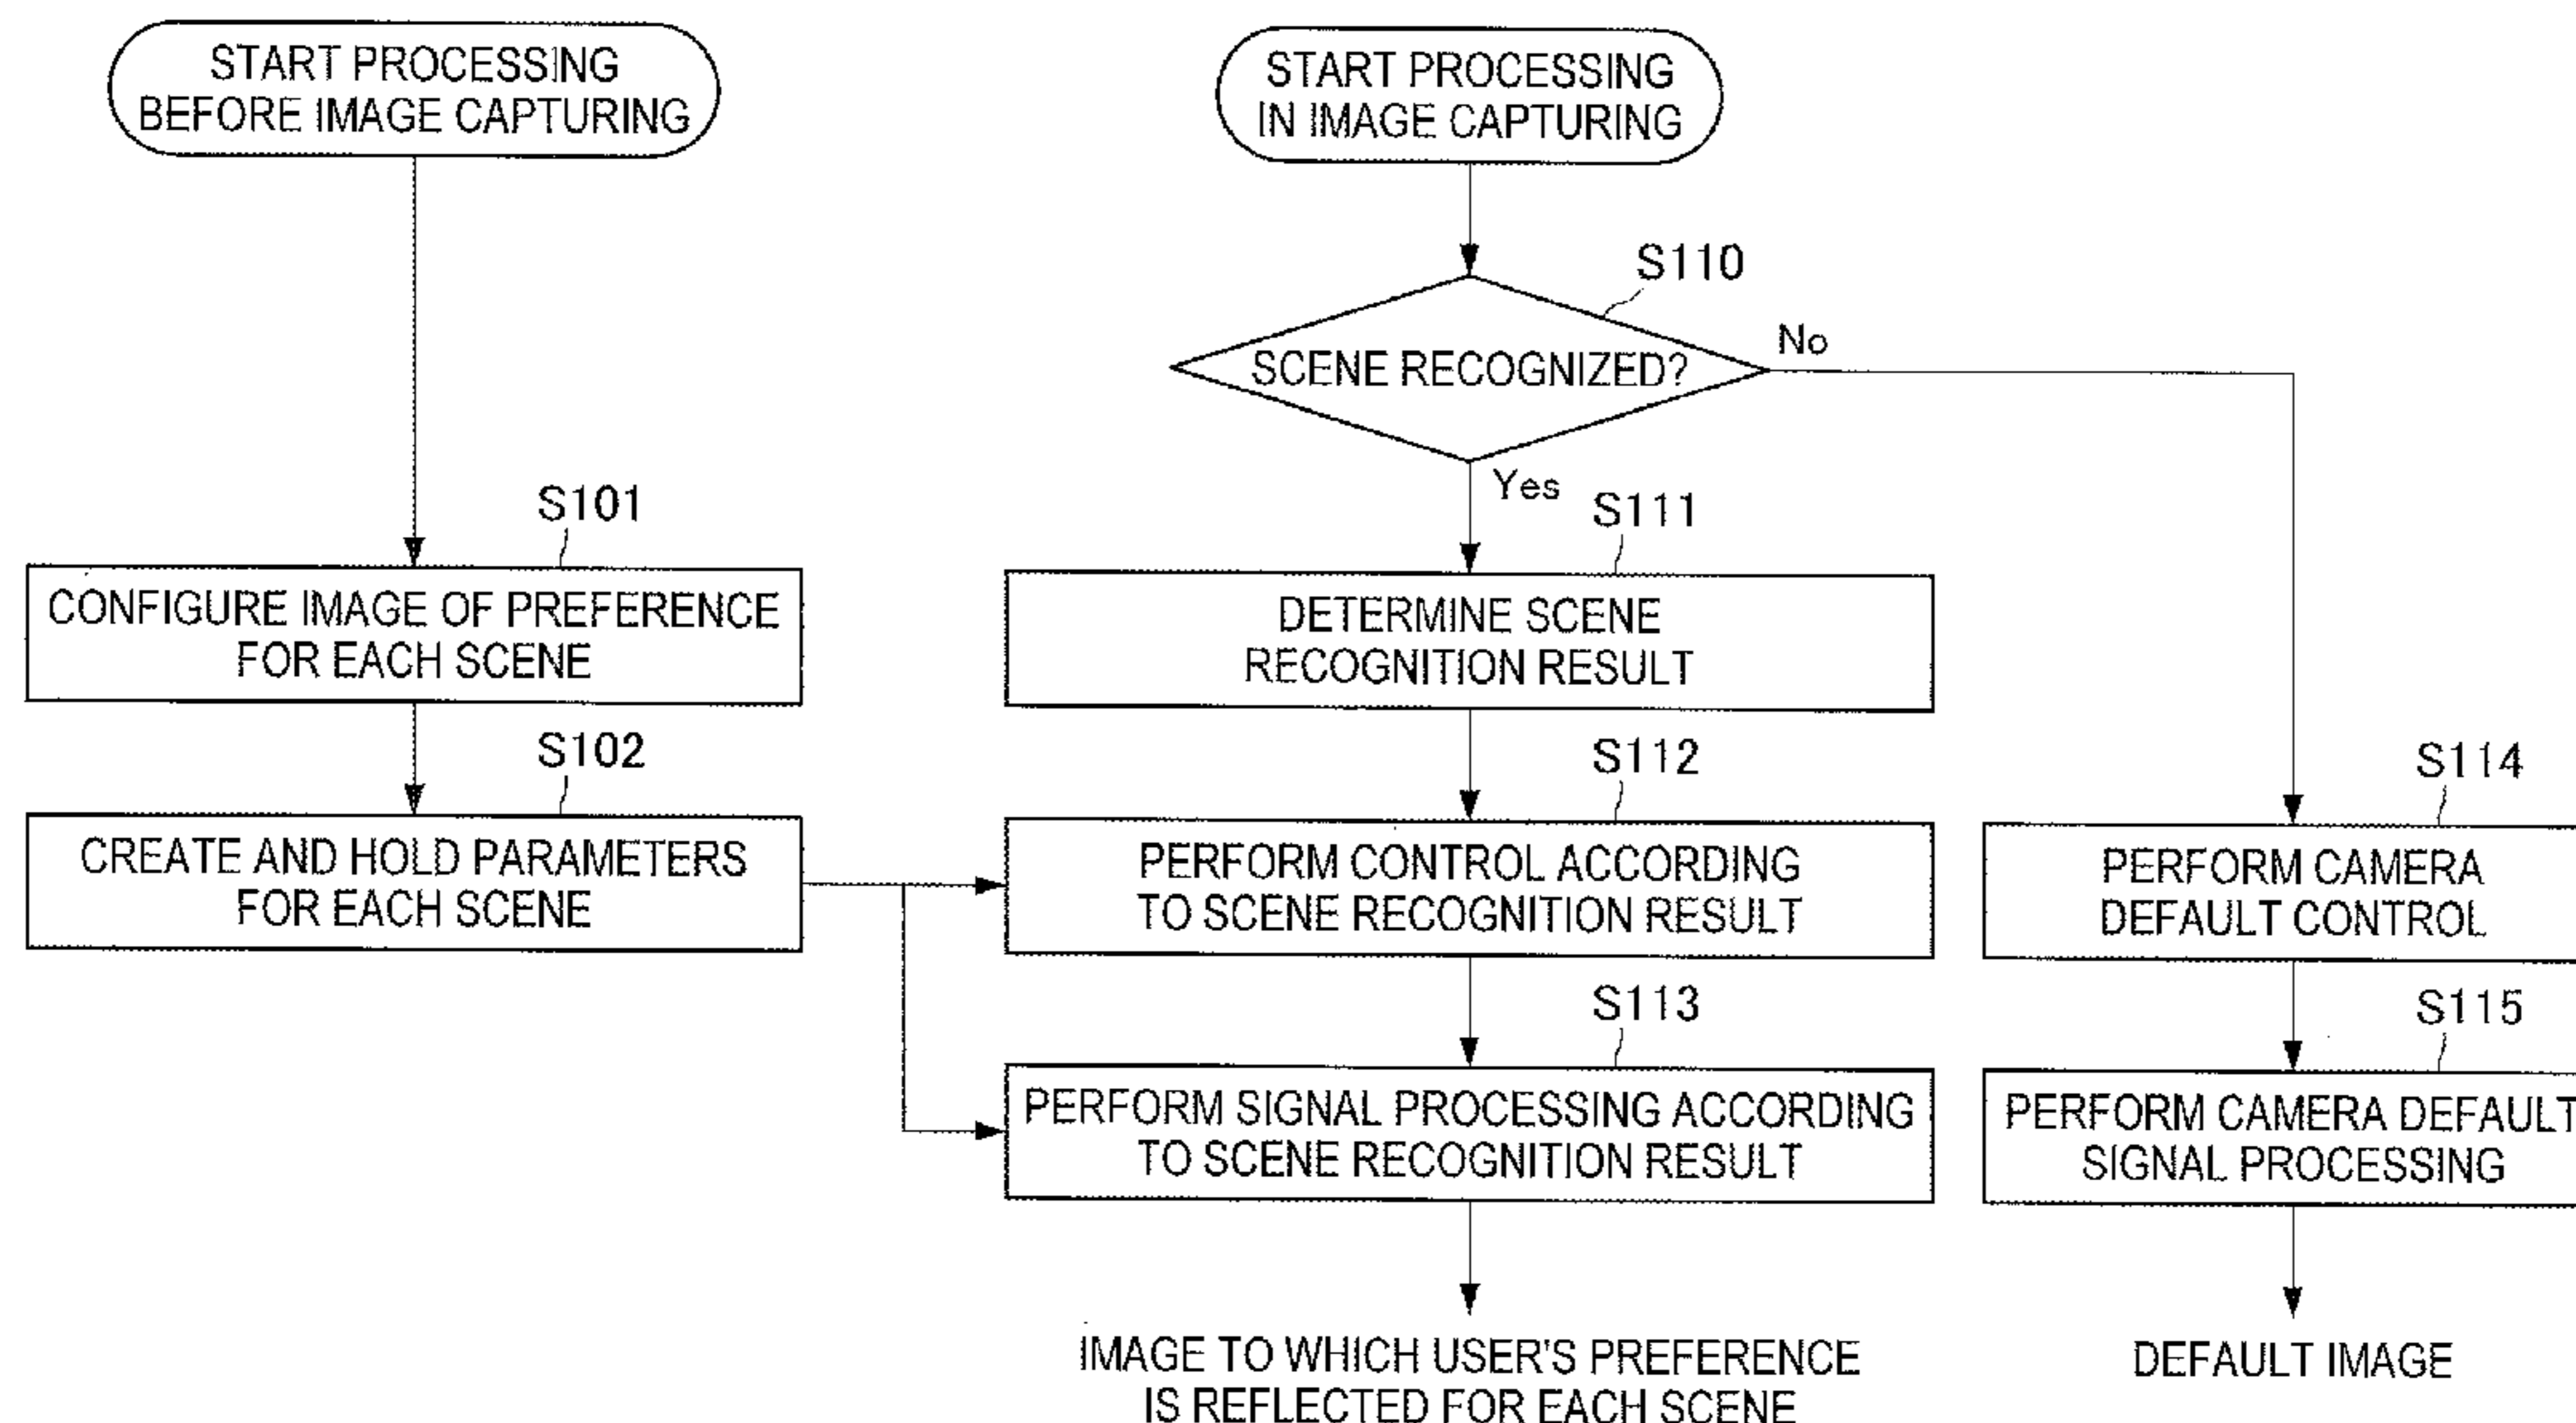 START PROCESSING
BEFORE IMAGE CAPTURING
S101
CONFIGURE IMAGE OF PREFERENCE
FOR EACH SCENE
S102
CREATE AND HOLD PARAMETERS
FOR EACH SCENE
START PROCESSING
IN IMAGE CAPTURING
S110
SCENE RECOGNIZED?
No
Yes
S111
DETERMINE SCENE
RECOGNITION RESULT
S112
PERFORM CONTROL ACCORDING
TO SCENE RECOGNITION RESULT
S113
PERFORM SIGNAL PROCESSING ACCORDING
TO SCENE RECOGNITION RESULT
IMAGE TO WHICH USER'S PREFERENCE
IS REFLECTED FOR EACH SCENE
S114
PERFORM CAMERA
DEFAULT CONTROL
S115
PERFORM CAMERA DEFAULT
SIGNAL PROCESSING
DEFAULT IMAGE